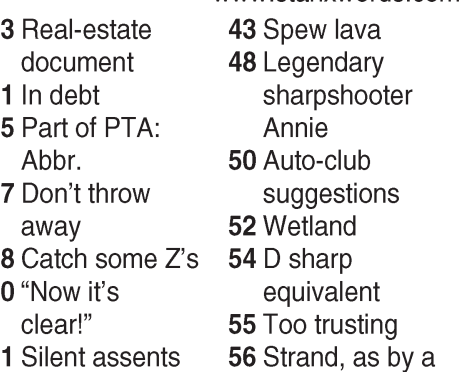 3 Real-estate
document
1 In debt
5 Part of PTA:
Abbr.
7 Don't throw
away
8 Catch some Z's
0 “Now it's
clear!”
1 Silent assents
43 Spew lava
48 Legendary
sharpshooter
Annie
50 Auto-club
suggestions
52 Wetland
54 D sharp
equivalent
55 Too trusting
56 Strand, as by a